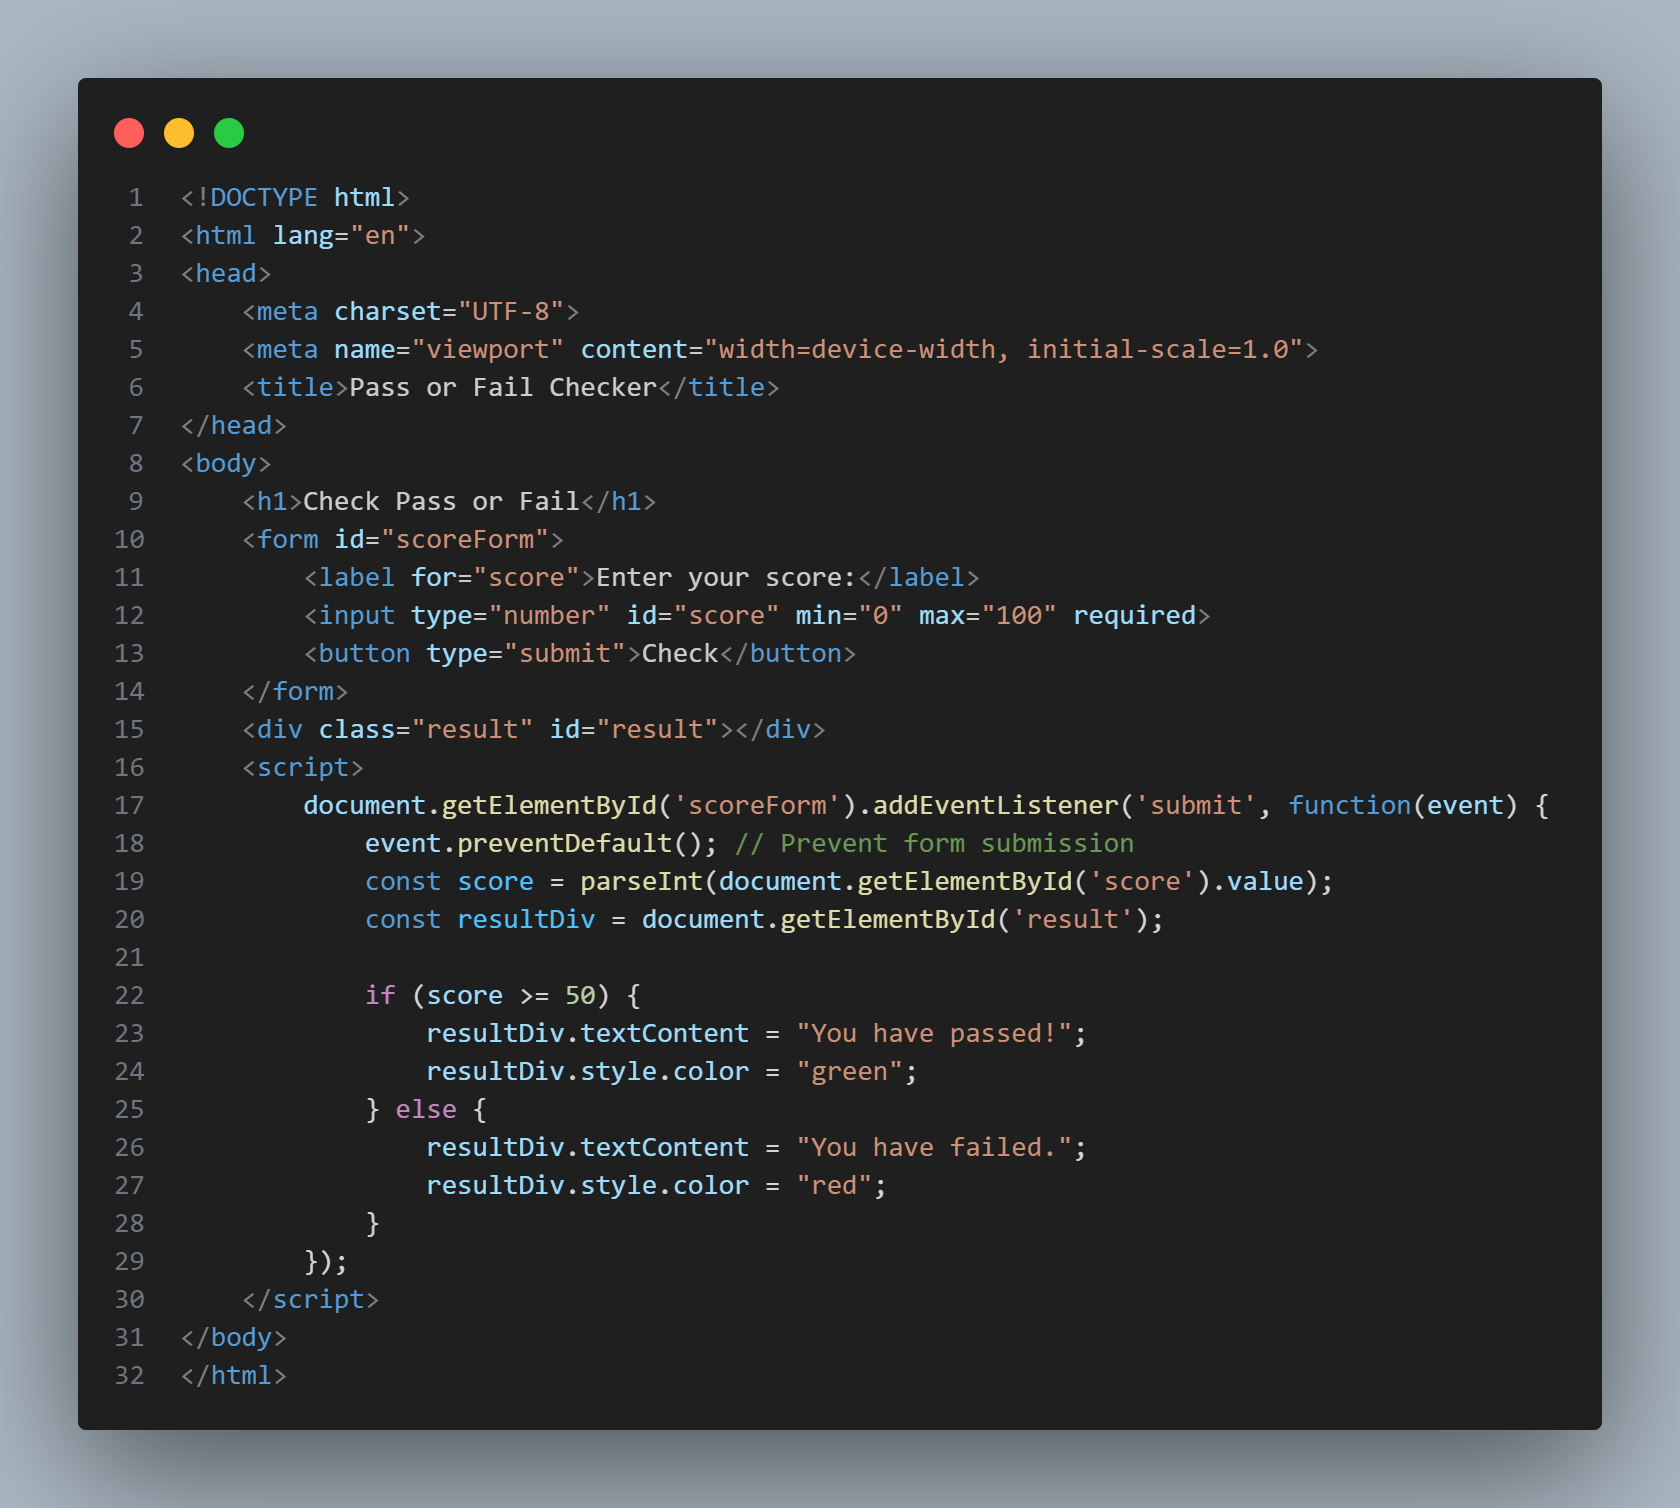 1 <!DOCTYPE html>
2 <html lang="en">
3 <head>
4     <meta charset="UTF-8">
5     <meta name="viewport" content="width=device-width, initial-scale=1.0">
6     <title>Pass or Fail Checker</title>
7 </head>
8 <body>
9     <h1>Check Pass or Fail</h1>
10     <form id="scoreForm">
11         <label for="score">Enter your score:</label>
12         <input type="number" id="score" min="0" max="100" required>
13         <button type="submit">Check</button>
14     </form>
15     <div class="result" id="result"></div>
16     <script>
17         document.getElementById('scoreForm').addEventListener('submit', function(event) {
18             event.preventDefault(); // Prevent form submission
19             const score = parseInt(document.getElementById('score').value);
20             const resultDiv = document.getElementById('result');
21
22             if (score >= 50) {
23                 resultDiv.textContent = "You have passed!";
24                 resultDiv.style.color = "green";
25             } else {
26                 resultDiv.textContent = "You have failed.";
27                 resultDiv.style.color = "red";
28             }
29         });
30     </script>
31 </body>
32 </html>